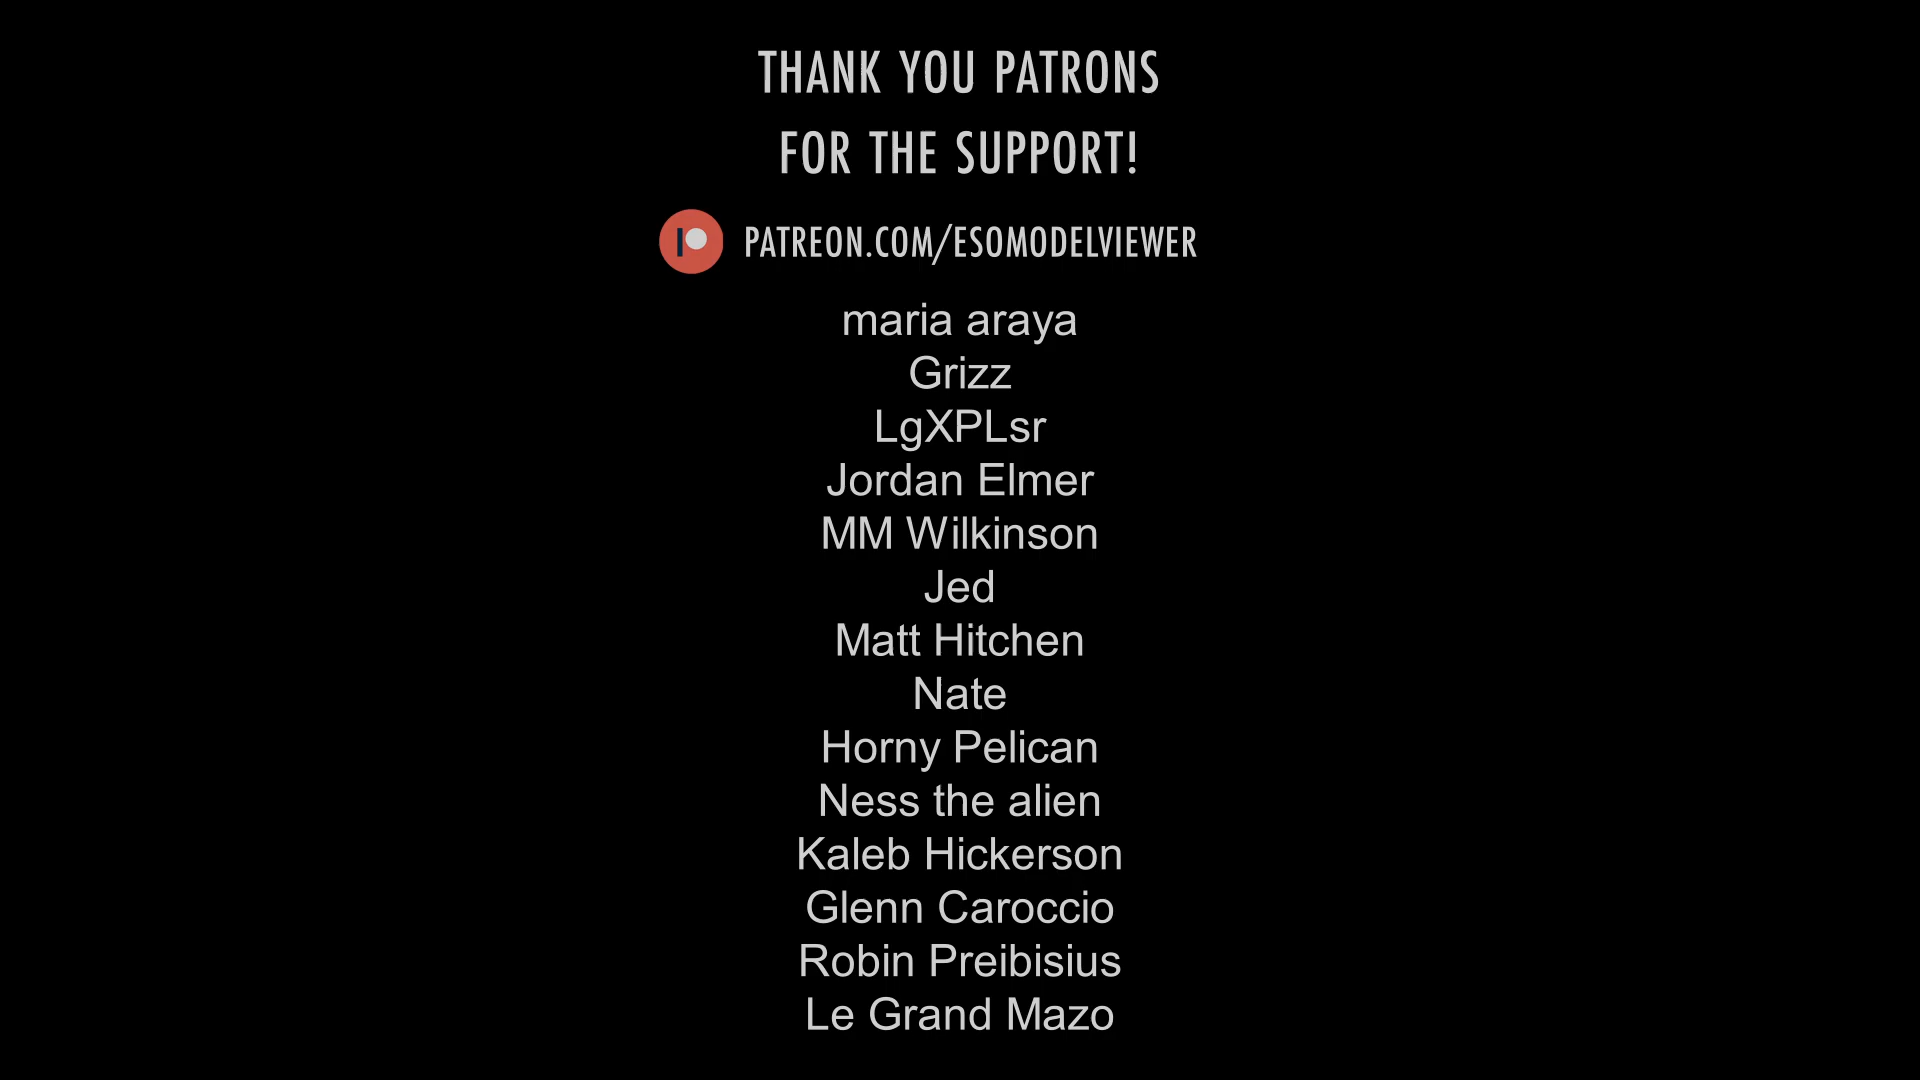 THANK YOU PATRONS
FOR THE SUPPORT!
PATREON.COM/ESOMODELVIEWER
maria araya
Grizz
LgXPLsr
Jordan Elmer
MM Wilkinson
Jed
Matt Hitchen
Nate
Horny Pelican
Ness the alien
Kaleb Hickerson
Glenn Caroccio
Robin Preibisius
Le Grand Mazo